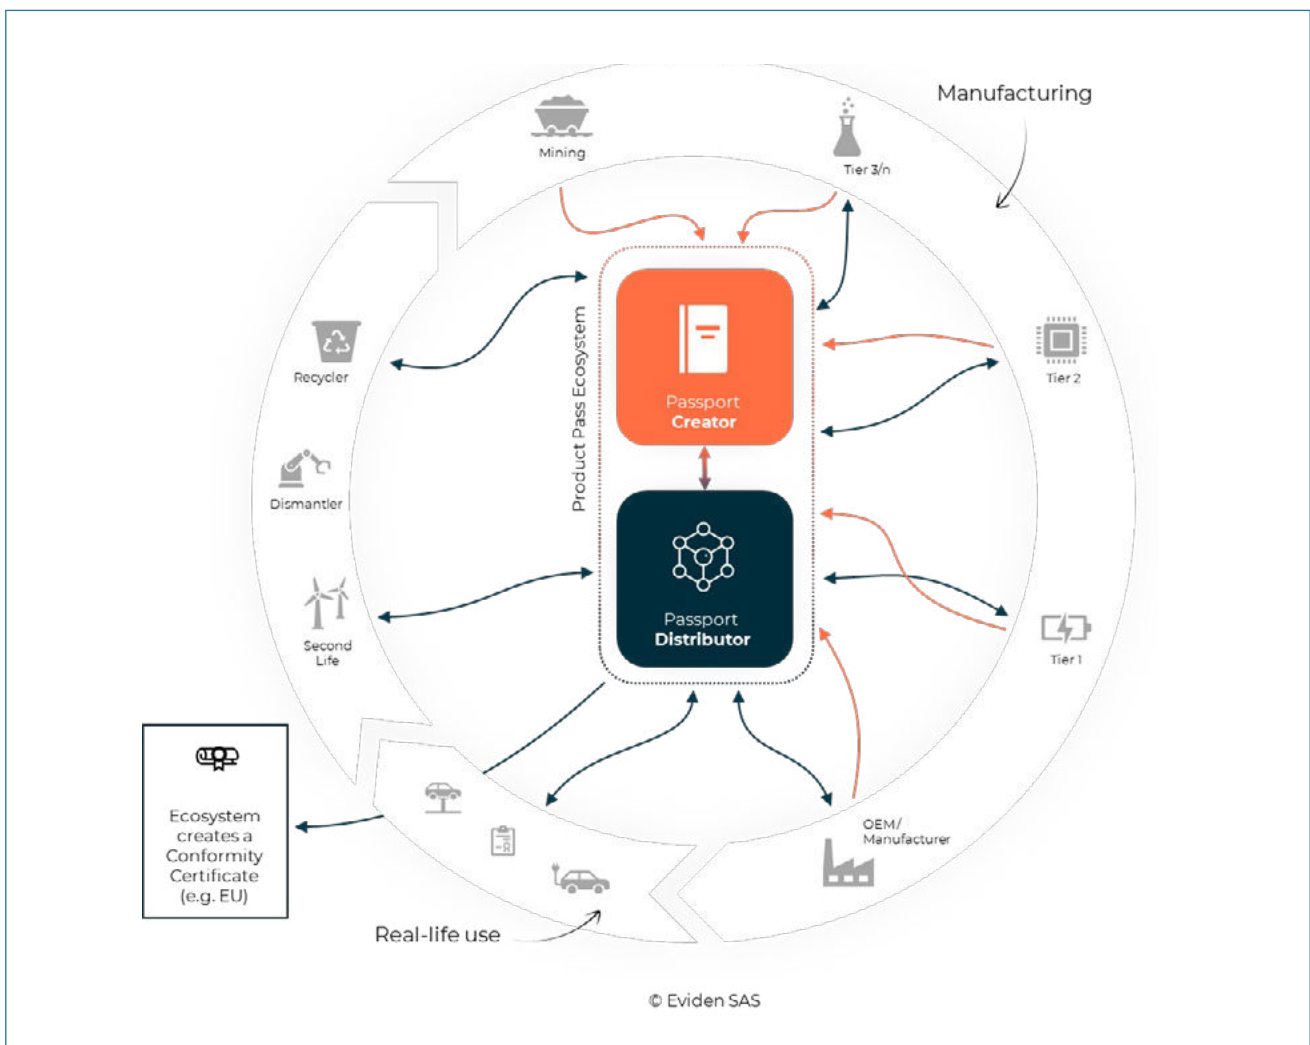 Manufacturing
Mining
Tier 3/n
Product Pass Ecosystem
Passport
Creator
Recycler
Tier 2
Dismantler
Passport
Distributor
Second
Life
Tier 1
Ecosystem
creates a
Conformity
Certificate
(e.g. EU)
OEM/
Manufacturer
Real-life use
© Eviden SAS